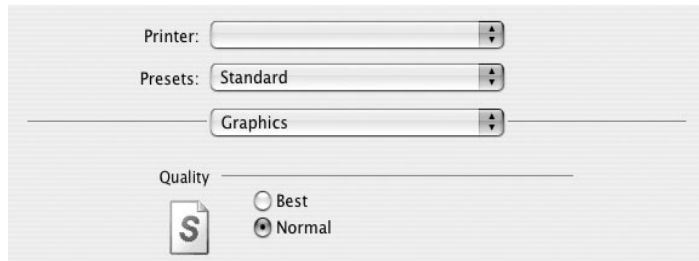 Printer:
Presets: Standard
Graphics
Quality
Best
S Normal